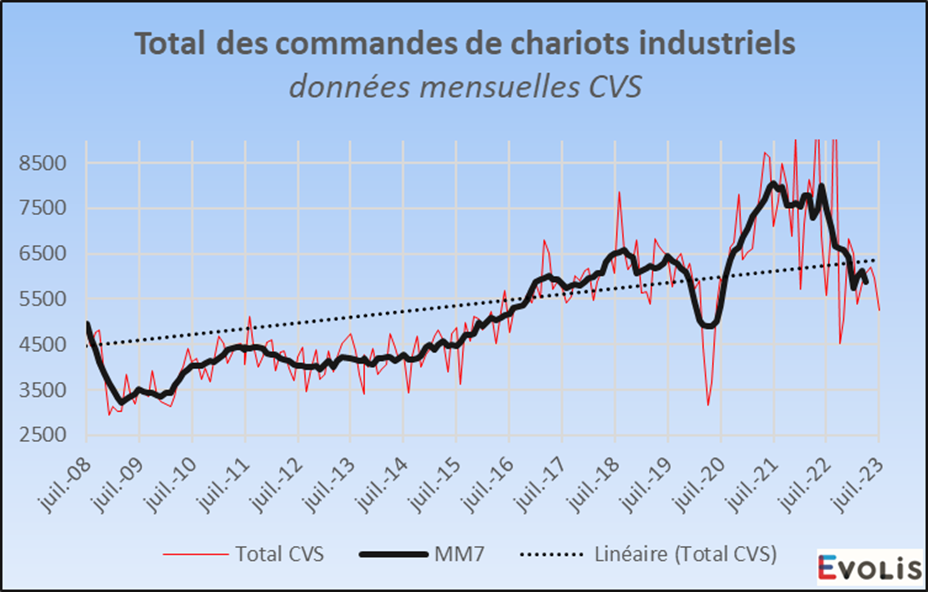 Total des commandes de chariots industriels
données mensuelles CVS
8500
7500
6500
5500
4500
3500
2500
juil.-08
juil.-09
juil.-10
juil.-11
juil.-12
juil.-13
juil.-14
juil.-15
juil.-16
juil.-17
juil.-18
juil.-19
juil.-20
juil.-21
juil.-22
juil.-23
Total CVS
MM7
Linéaire (Total CVS)
EVOLIS